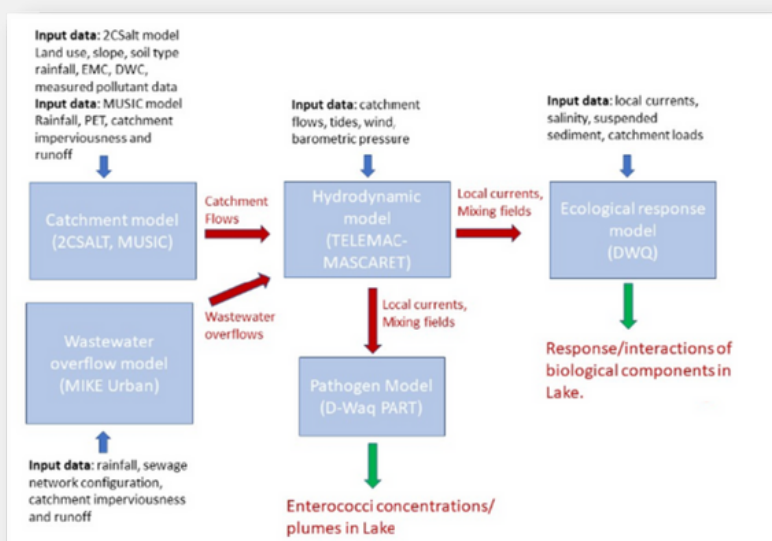 Input data: 2CSalt model
Land use, slope, soil type
rainfall, EMC, DWC,
measured pollutant data
Input data: MUSIC model
Rainfall, PET, catchment
imperviousness and
runoff
Input data: catchment
flows, tides, wind,
barometric pressure
Input data: local currents,
salinity, suspended
sediment, catchment loads
Catchment model
(2CSALT, MUSIC)
Catchment
Flows
Hydrodynamic
model
(TELEMAC-
MASCARET)
Local currents,
Mixing fields
Ecological response
model
(DWQ)
Wastewater
overflow model
(MIKE Urban)
Wastewater
overflows
Local currents,
Mixing fields
Response/interactions of
biological components in
Lake.
Pathogen Model
(D-Waq PART)
Input data: rainfall, sewage
network configuration,
catchment imperviousness
and runoff
Enterococci concentrations/
plumes in Lake